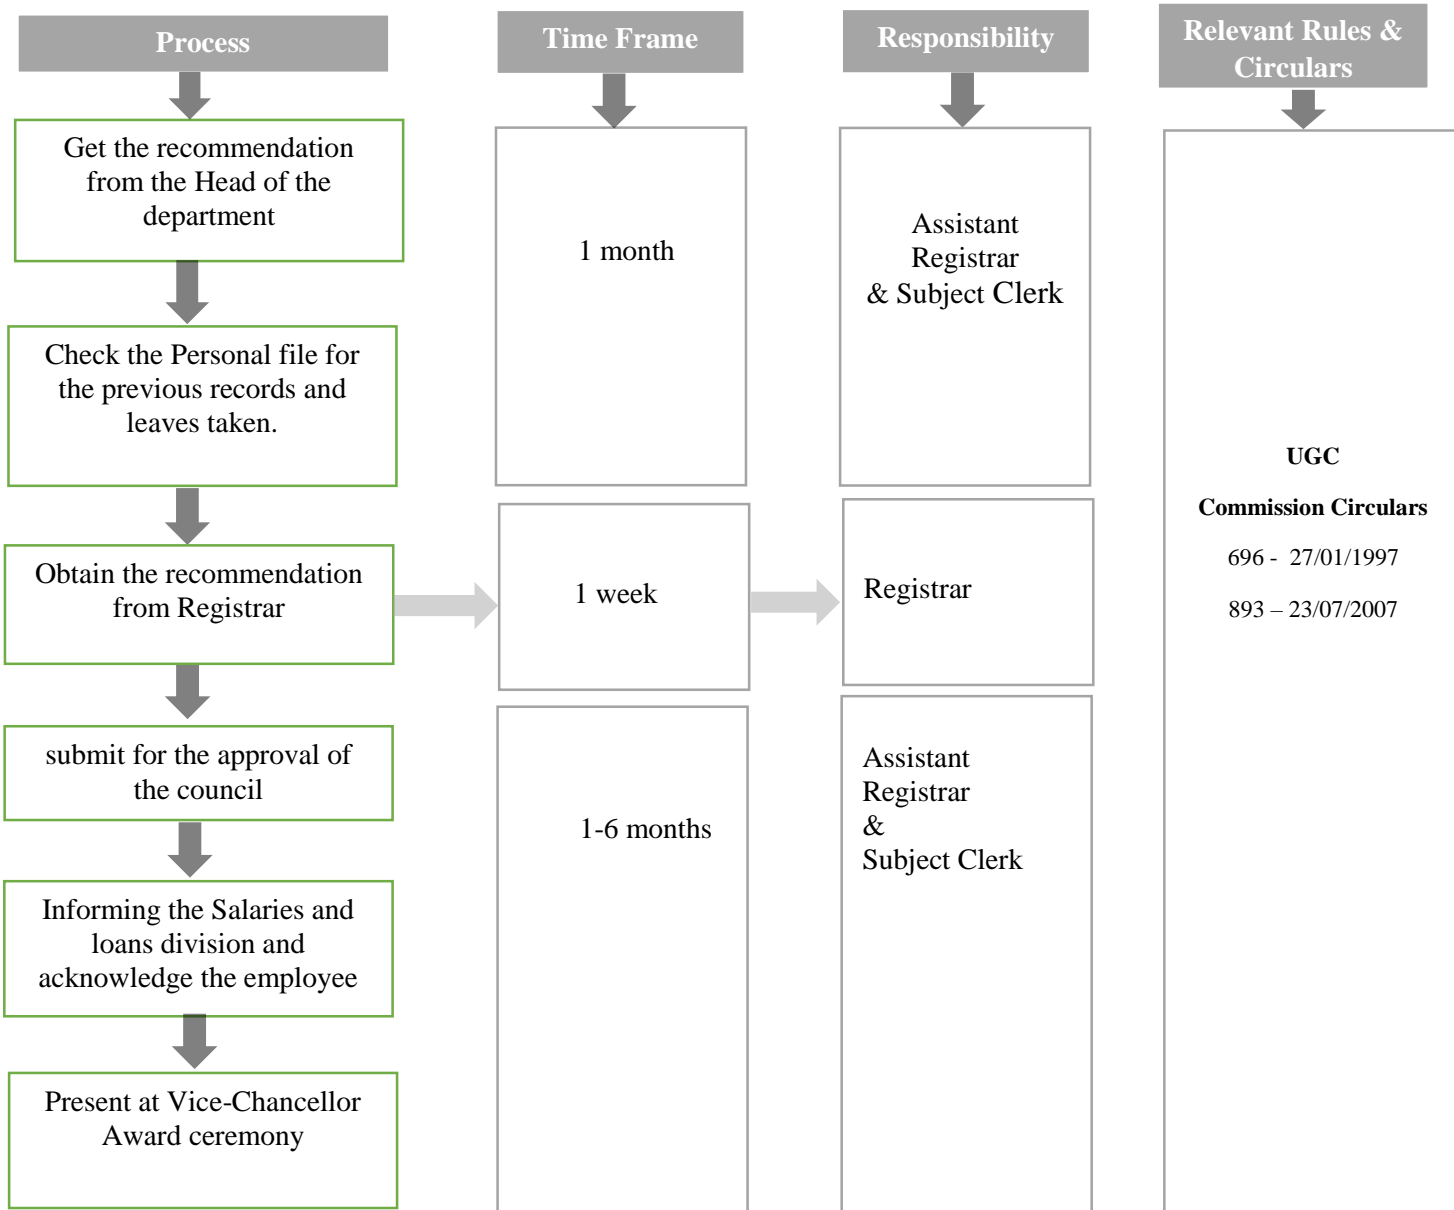 Process
Time Frame
Responsibility
Relevant Rules &
Circulars
Get the recommendation
from the Head of the
department
Check the Personal file for
the previous records and
leaves taken.
Obtain the recommendation
from Registrar
submit for the approval of
the council
Informing the Salaries and
loans division and
acknowledge the employee
Present at Vice-Chancellor
Award ceremony
1 month
1 week
1-6 months
Assistant
Registrar
& Subject Clerk
Registrar
Assistant
Registrar
&
Subject Clerk
UGC
Commission Circulars
696 - 27/01/1997
893 – 23/07/2007